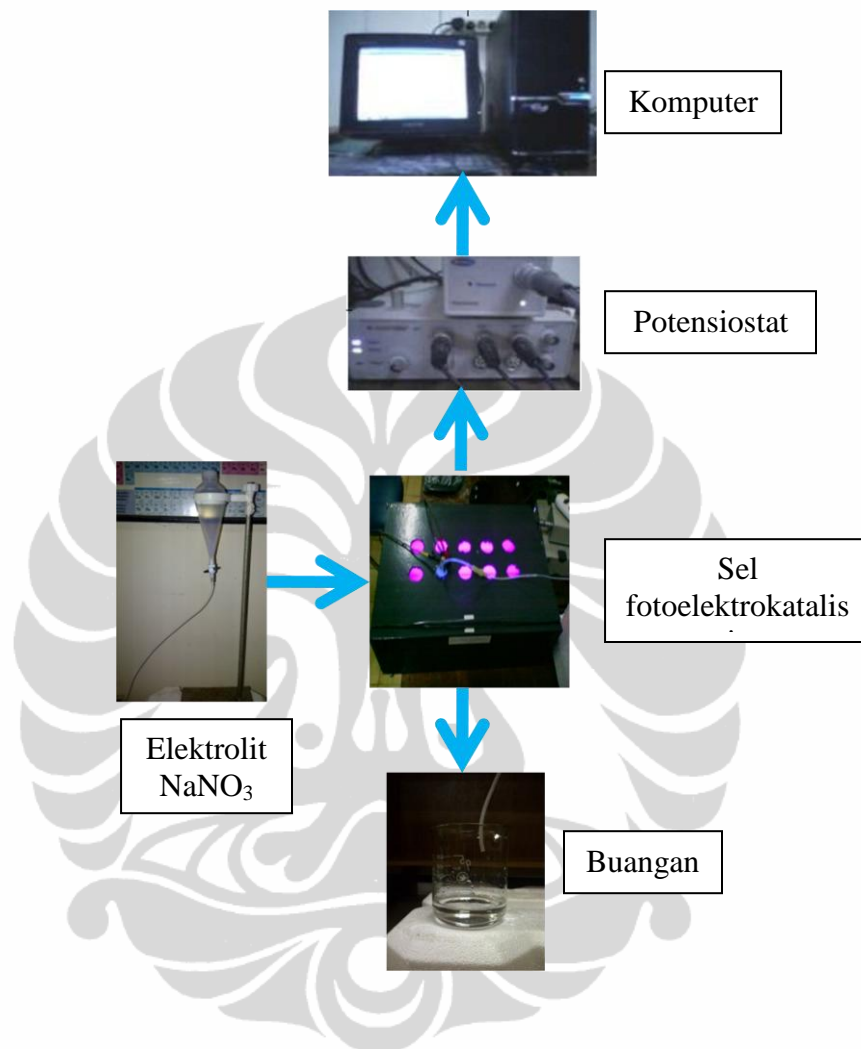 Komputer
Potensiostat
Sel
fotoelektrokatalis
Elektrolit
NaNO₃
Buangan